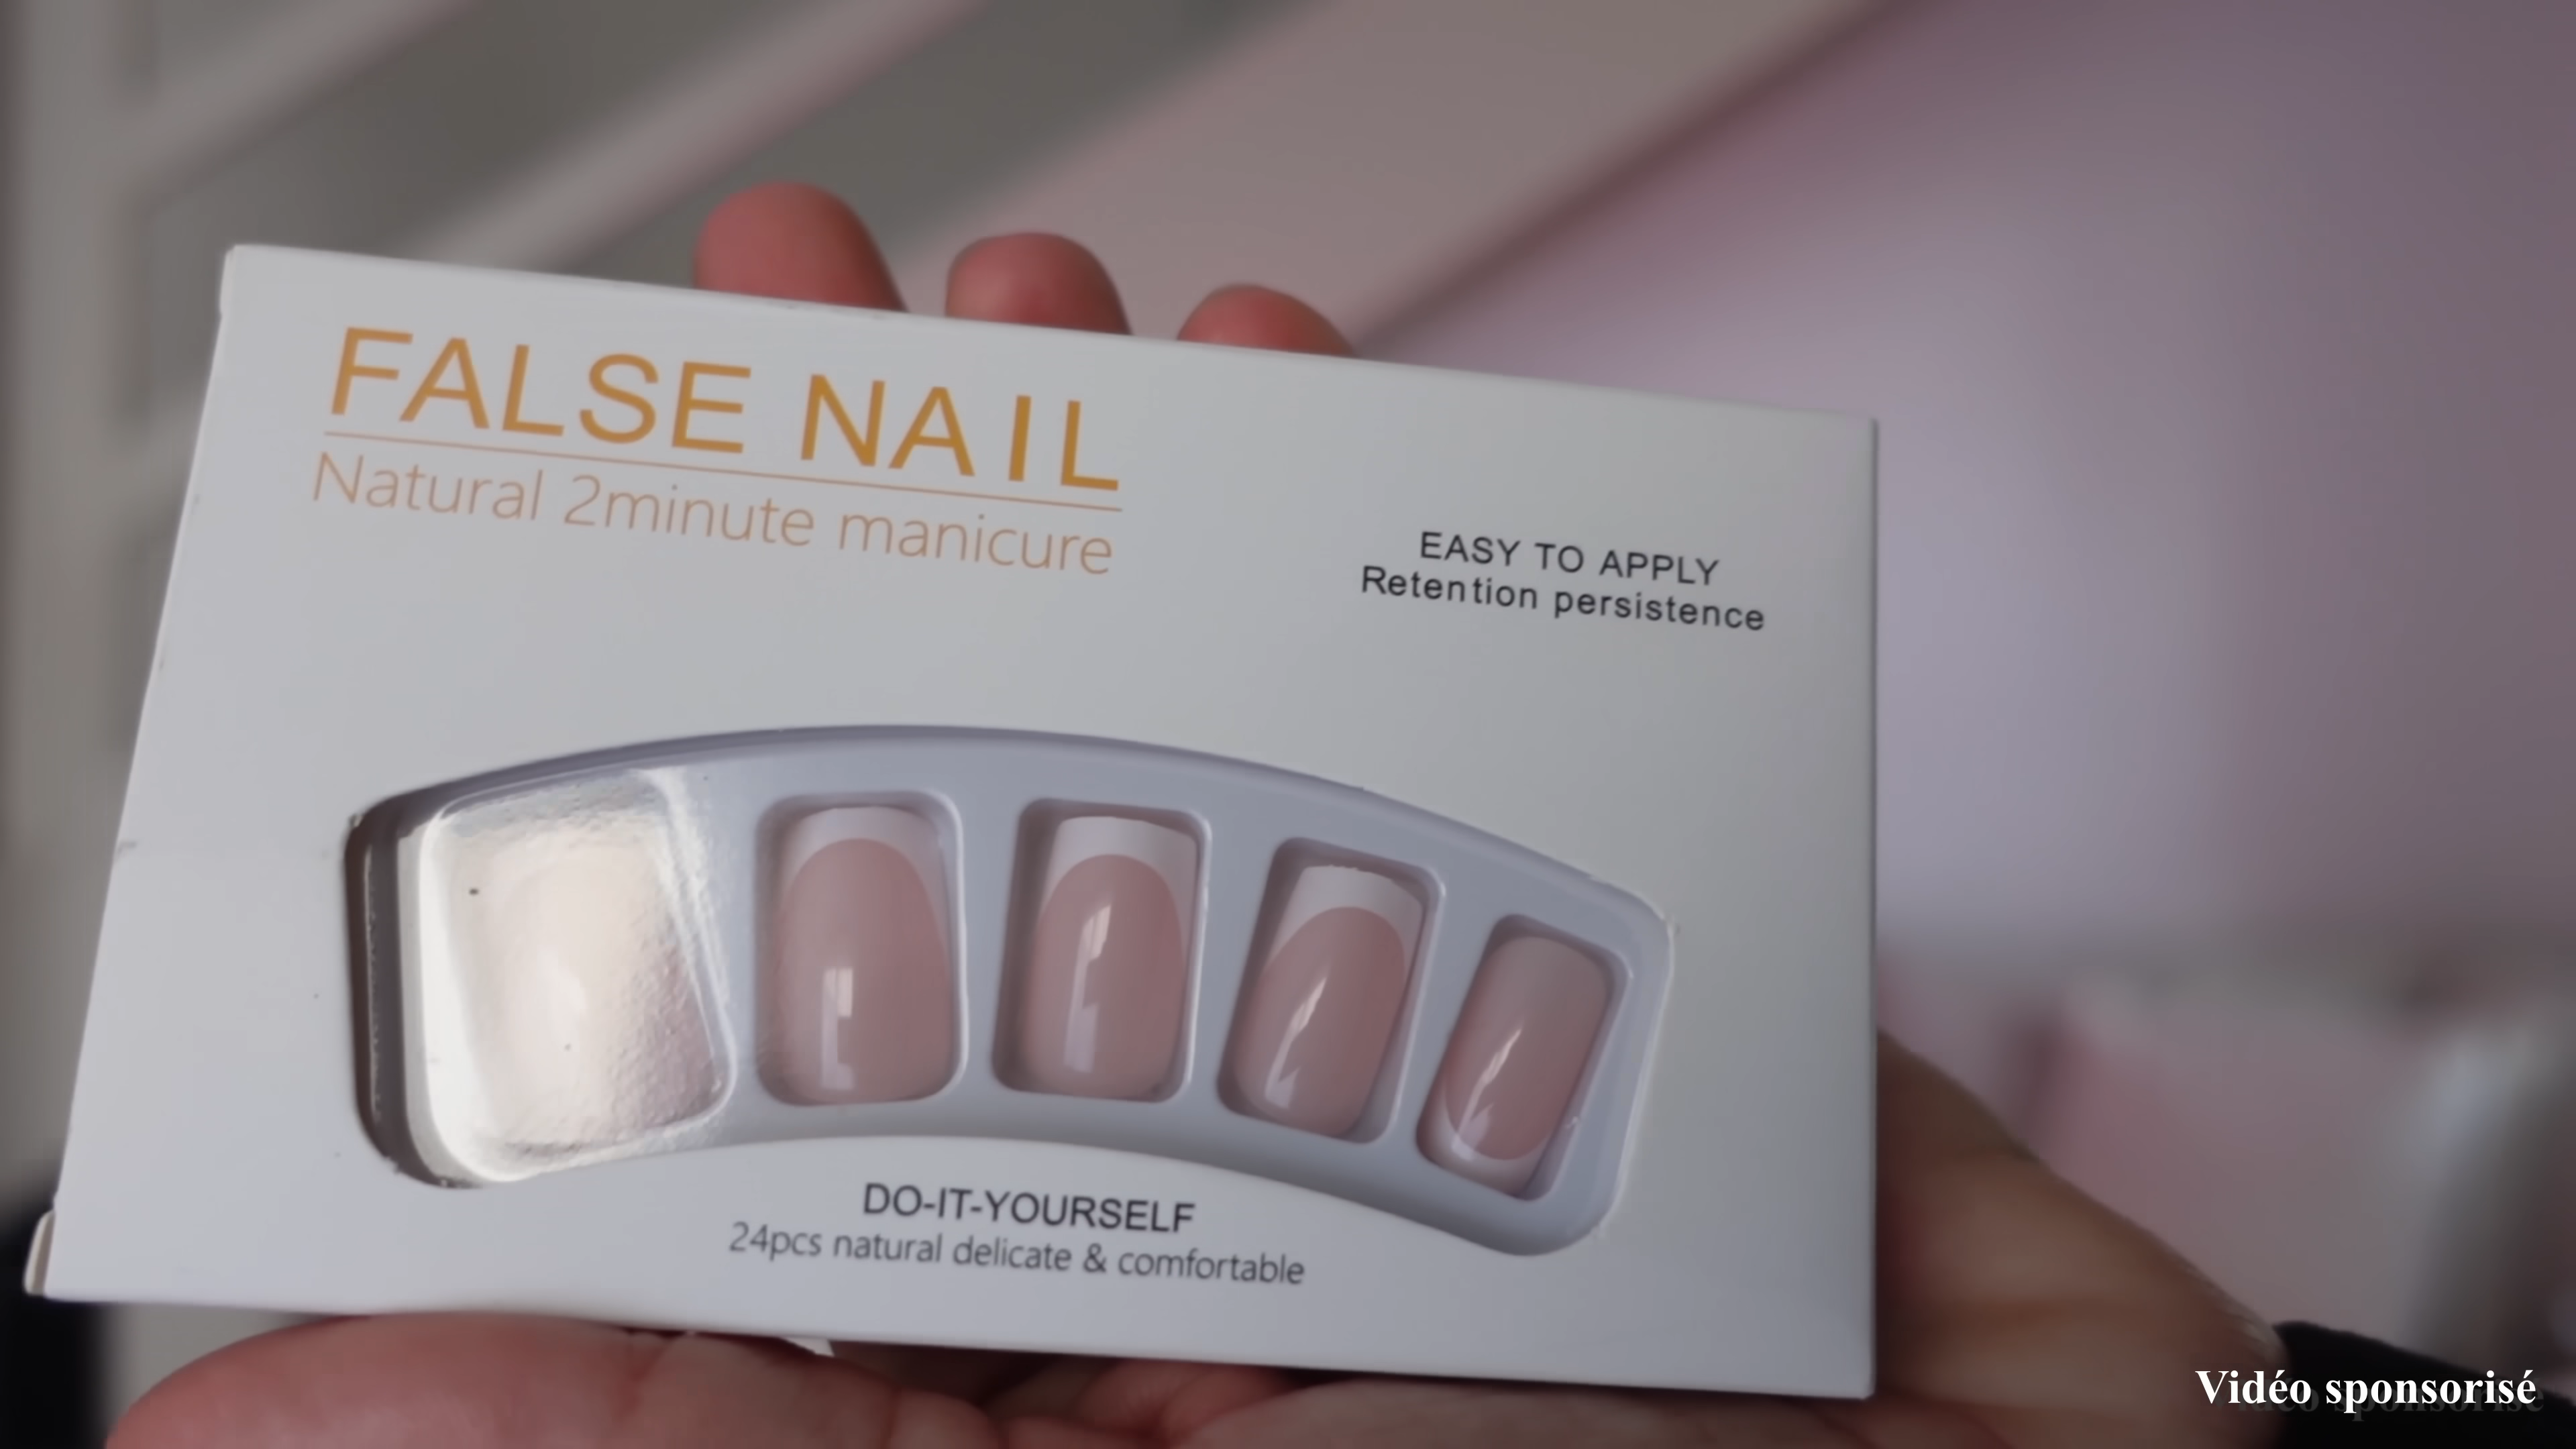 FALSE NAIL
Natural 2minute manicure
EASY TO APPLY
Retention persistence
DO-IT-YOURSELF
24pcs natural delicate & comfortable
Vidéo sponsorisé